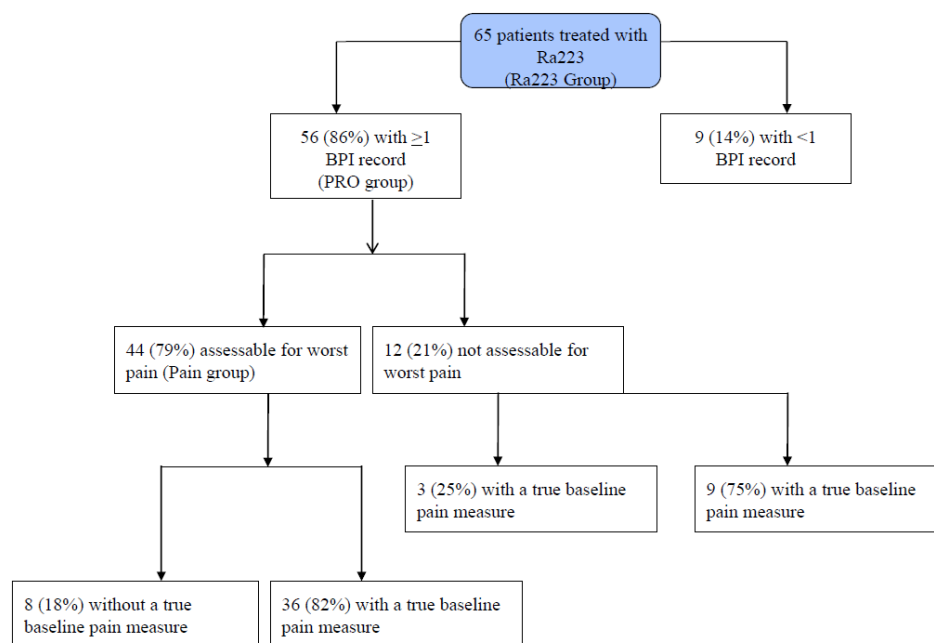 65 patients treated with
Ra223
(Ra223 Group)
56 (86%) with ≥1
BPI record
(PRO group)
9 (14%) with <1
BPI record
44 (79%) assessable for worst
pain (Pain group)
12 (21%) not assessable for
worst pain
3 (25%) with a true baseline
pain measure
9 (75%) with a true baseline
pain measure
8 (18%) without a true
baseline pain measure
36 (82%) with a true baseline
pain measure